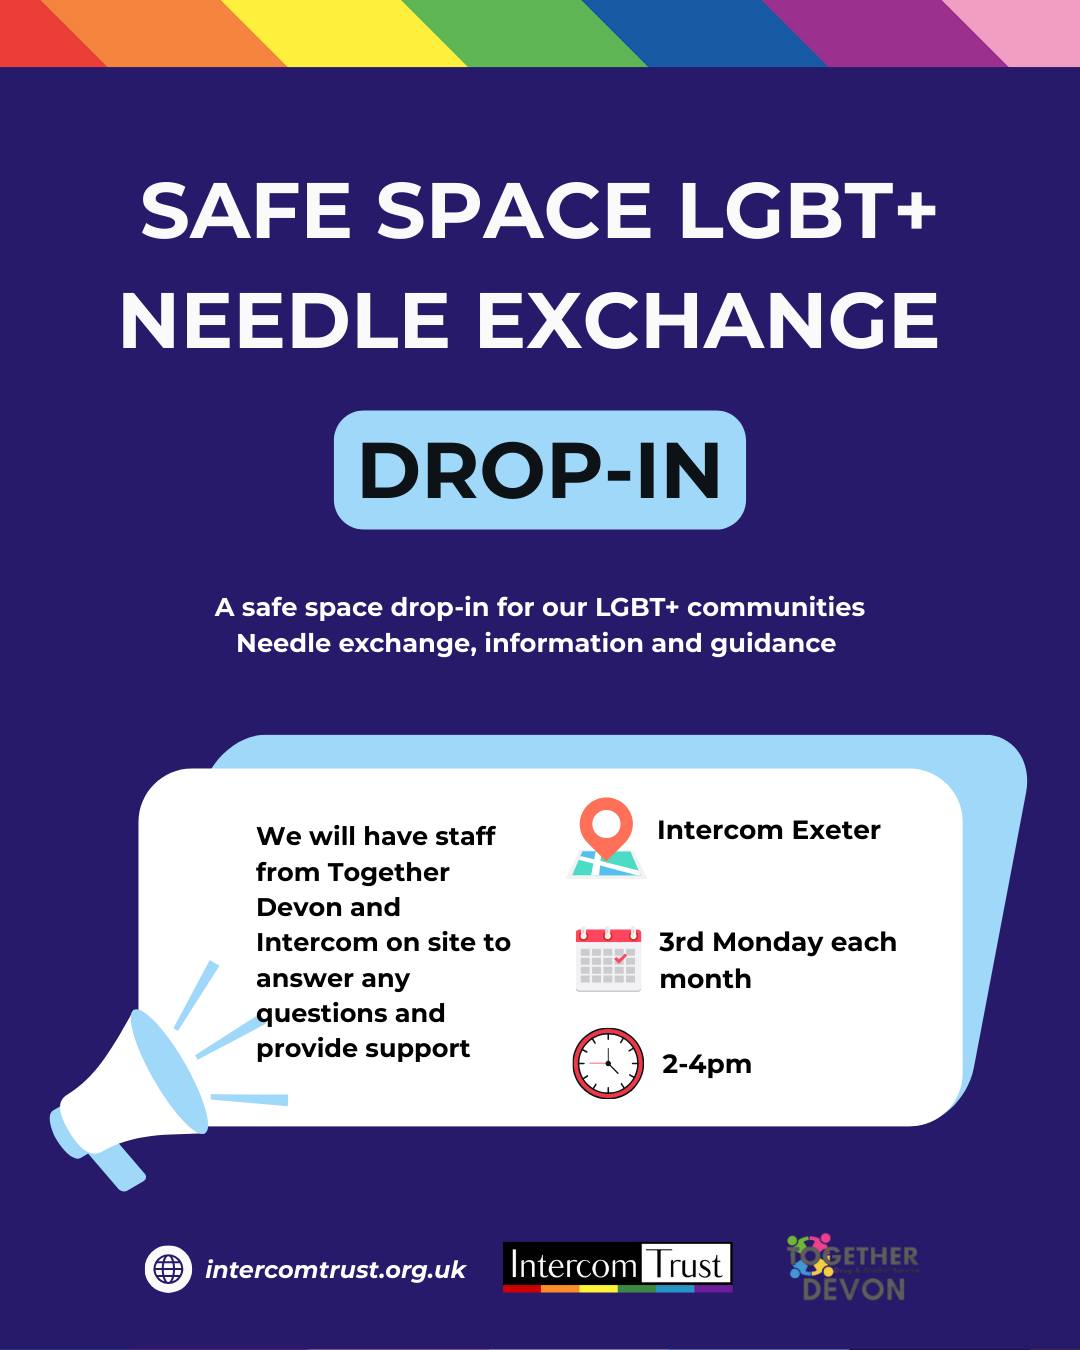 SAFE SPACE LGBT+
NEEDLE EXCHANGE
DROP-IN
A safe space drop-in for our LGBT+ communities
Needle exchange, information and guidance
We will have staff
from Together
Devon and
Intercom on site to
answer any
questions and
provide support
Intercom Exeter
3rd Monday each
month
2-4pm
intercomtrust.org.uk
Intercom Trust
TOGETHER
DEVON